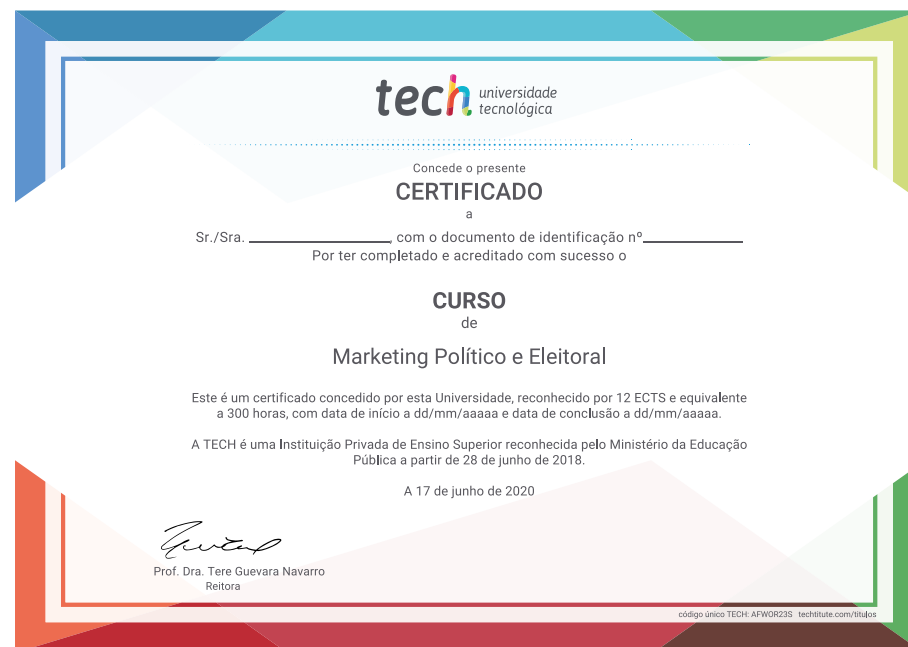 tech universidade
tecnológica
Concede o presente
CERTIFICADO
a
Sr./Sra. ____________________, com o documento de identificação nº______________
Por ter completado e acreditado com sucesso o
CURSO
de
Marketing Político e Eleitoral
Este é um certificado concedido por esta Universidade, reconhecido por 12 ECTS e equivalente
a 300 horas, com data de início a dd/mm/aaaaa e data de conclusão a dd/mm/aaaaa.
A TECH é uma Instituição Privada de Ensino Superior reconhecida pelo Ministério da Educação
Pública a partir de 28 de junho de 2018.
A 17 de junho de 2020
Prof. Dra. Tere Guevara Navarro
Reitora
código único TECH: AFWOR23S techtitute.com/titulos